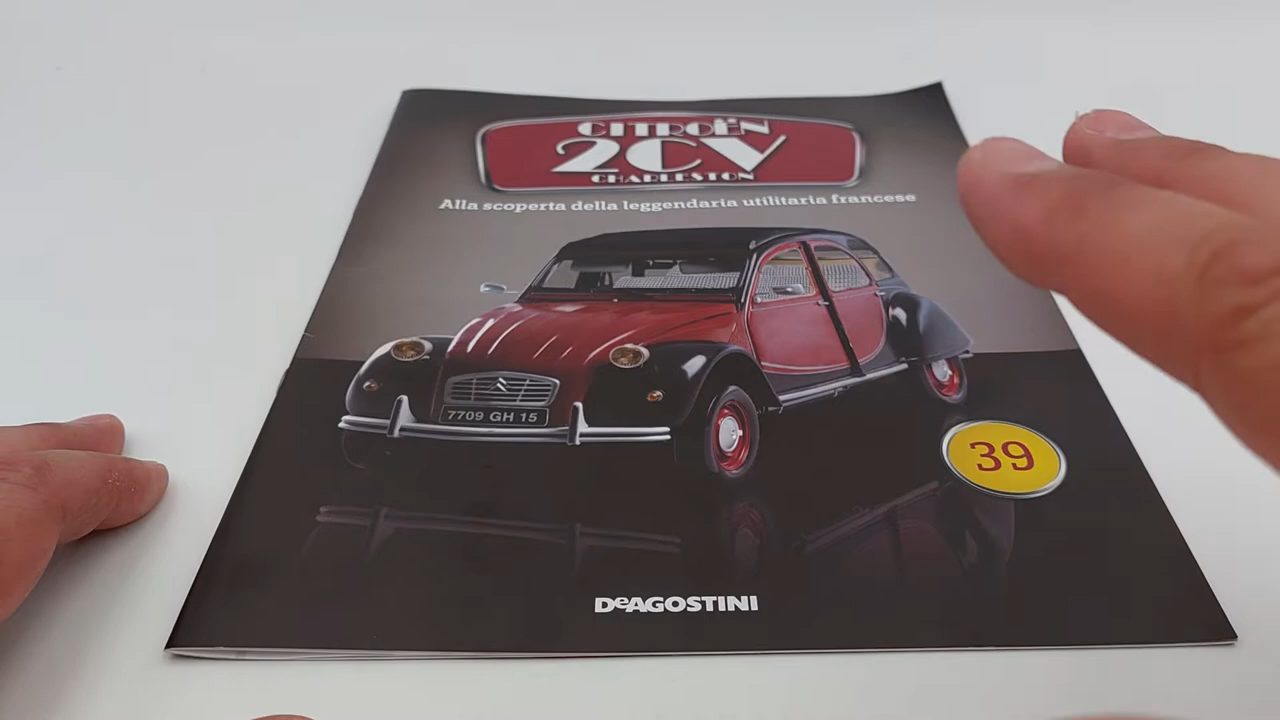 CITROËN
2CV
CHARLESTON
Alla scoperta della leggendaria utilitaria francese
7709 GH 15
39
DeAGOSTINI